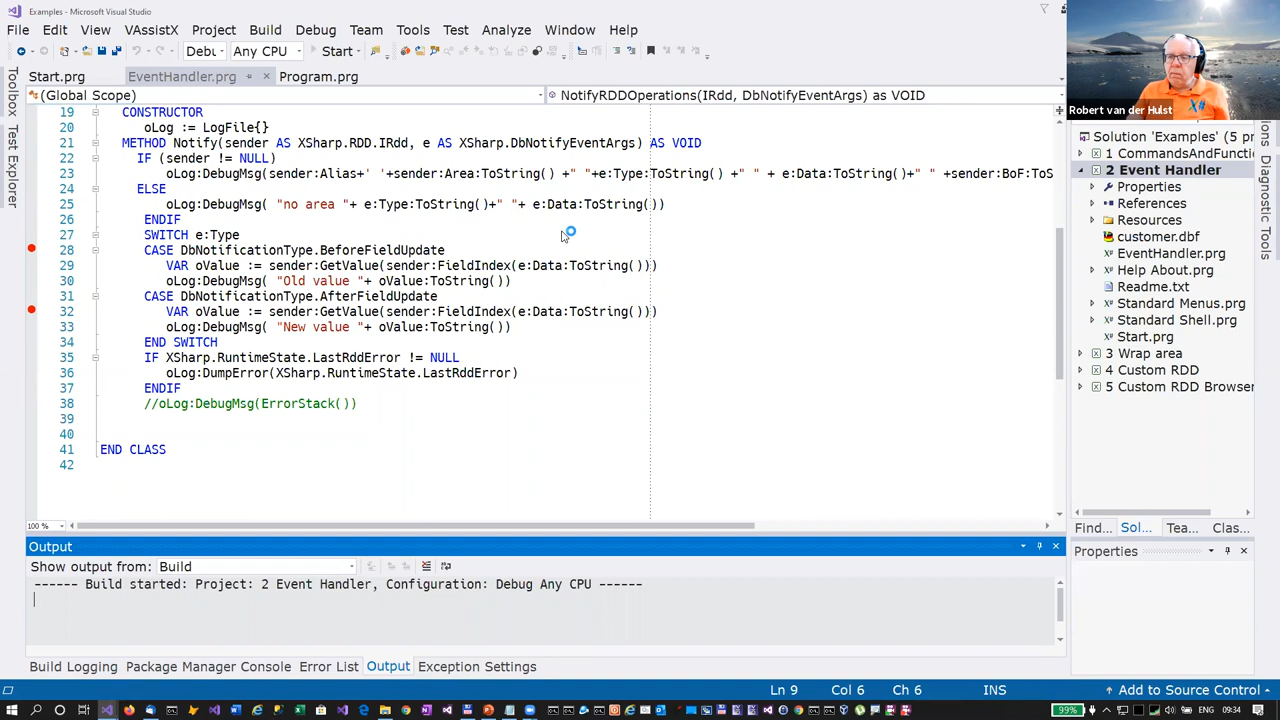 Examples - Microsoft Visual Studio
File Edit View VAssistX Project Build Debug Team Tools Test Analyze Window Help
Debu Any CPU Start
Start.prg EventHandler.prg Program.prg
(Global Scope) NotifyRDDOperations(IRdd, DbNotifyEventArgs) as VOID
19 CONSTRUCTOR
20 oLog := LogFile{}
21 METHOD Notify(sender AS XSharp.RDD.IRdd, e AS XSharp.DbNotifyEventArgs) AS VOID
22 IF (sender != NULL)
23 oLog:DebugMsg(sender:Alias+' '+sender:Area:ToString() +" "+e:Type:ToString() +" " + e:Data:ToString() +" " +sender:BoF:ToS
24 ELSE
25 oLog:DebugMsg( "no area "+ e:Type:ToString()+" "+ e:Data:ToString())
26 ENDIF
27 SWITCH e:Type
28 CASE DbNotificationType.BeforeFieldUpdate
29 VAR oValue := sender:GetValue(sender:FieldIndex(e:Data:ToString()))
30 oLog:DebugMsg( "Old value "+ oValue:ToString())
31 CASE DbNotificationType.AfterFieldUpdate
32 VAR oValue := sender:GetValue(sender:FieldIndex(e:Data:ToString()))
33 oLog:DebugMsg( "New value "+ oValue:ToString())
34 END SWITCH
35 IF XSharp.RuntimeState.LastRddError != NULL
36 oLog:DumpError(XSharp.RuntimeState.LastRddError)
37 ENDIF
38 //oLog:DebugMsg(ErrorStack())
39
40
41 END CLASS
42
100 %
Toolbox
Test Explorer
Robert van der Hulst
Solution 'Examples' (5 pr
1 CommandsAndFuncti
2 Event Handler
Properties
References
Resources
customer.dbf
EventHandler.prg
Help About.prg
Readme.txt
Standard Menus.prg
Standard Shell.prg
Start.prg
3 Wrap area
4 Custom RDD
5 Custom RDD Browser
Diagnostic Tools
Find... Sol... Tea... Clas...
Properties
Output
Show output from: Build
------ Build started: Project: 2 Event Handler, Configuration: Debug Any CPU ------
Build Logging Package Manager Console Error List Output Exception Settings
Ln 9 Col 6 Ch 6 INS Add to Source Control
99% 09:34